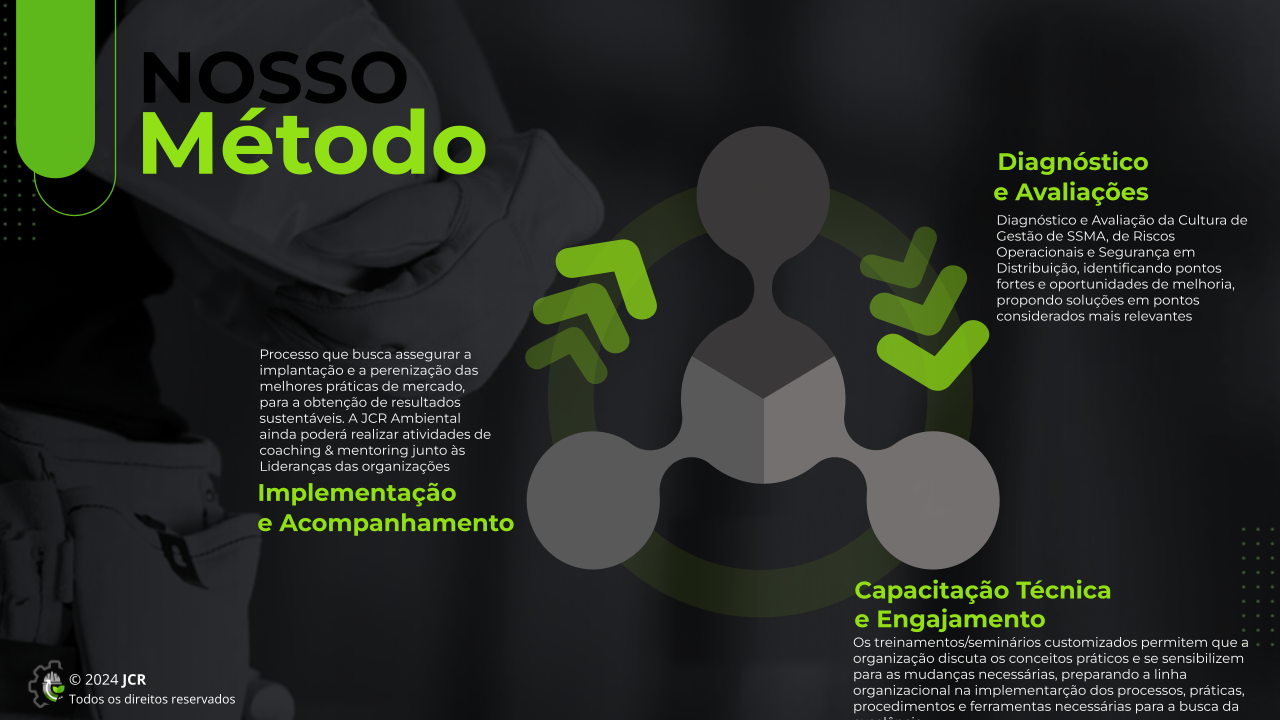 NOSSO
Método
Diagnóstico
e Avaliações
Diagnóstico e Avaliação da Cultura de
Gestão de SSMA, de Riscos
Operacionais e Segurança em
Distribuição, identificando pontos
fortes e oportunidades de melhoria,
propondo soluções em pontos
considerados mais relevantes
Processo que busca assegurar a
implantação e a perenização das
melhores práticas de mercado,
para a obtenção de resultados
sustentáveis. A JCR Ambiental
ainda poderá realizar atividades de
coaching & mentoring junto às
Lideranças das organizações
Implementação
e Acompanhamento
Capacitação Técnica
e Engajamento
Os treinamentos/seminários customizados permitem que a
organização discuta os conceitos práticos e se sensibilizem
para as mudanças necessárias, preparando a linha
organizacional na implementarção dos processos, práticas,
procedimentos e ferramentas necessárias para a busca da
© 2024 JCR
Todos os direitos reservados